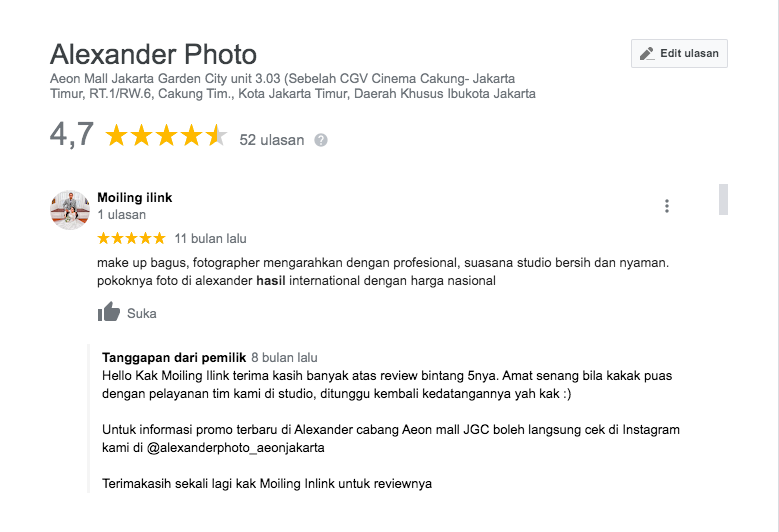 Alexander Photo
Edit ulasan
Aeon Mall Jakarta Garden City unit 3.03 (Sebelah CGV Cinema Cakung- Jakarta
Timur, RT.1/RW.6, Cakung Tim., Kota Jakarta Timur, Daerah Khusus Ibukota Jakarta
4,7
52 ulasan
?
Moiling ilink
1 ulasan
11 bulan lalu
make up bagus, fotographer mengarahkan dengan profesional, suasana studio bersih dan nyaman.
pokoknya foto di alexander hasil international dengan harga nasional
Suka
Tanggapan dari pemilik 8 bulan lalu
Hello Kak Moiling Ilink terima kasih banyak atas review bintang 5nya. Amat senang bila kakak puas
dengan pelayanan tim kami di studio, ditunggu kembali kedatangannya yah kak :)
Untuk informasi promo terbaru di Alexander cabang Aeon mall JGC boleh langsung cek di Instagram
kami di @alexanderphoto_aeonjakarta
Terimakasih sekali lagi kak Moiling Inlink untuk reviewnya